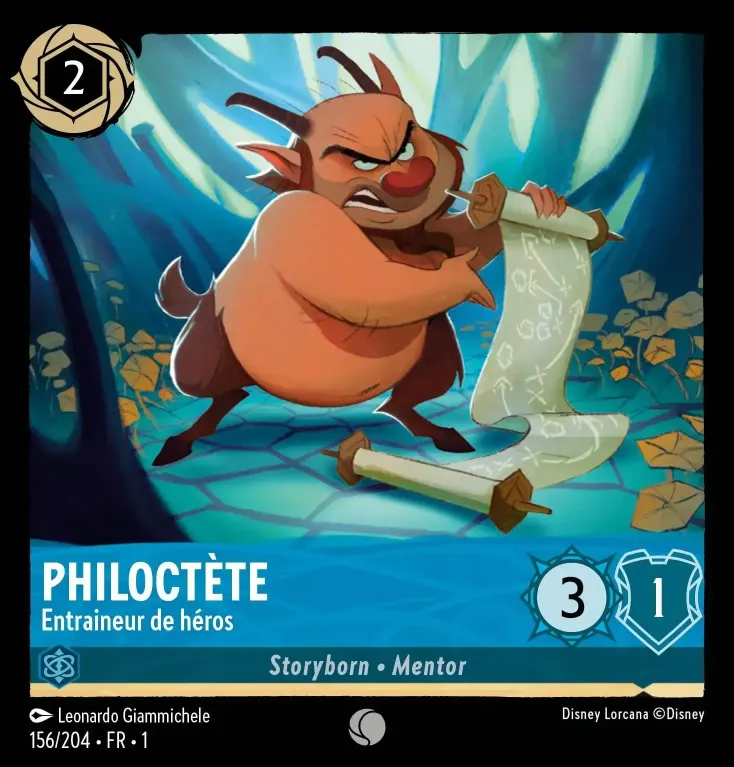 2
PHILOCTÈTE
Entraineur de héros
3
1
Storyborn • Mentor
Leonardo Giammichele
Disney Lorcana ©Disney
156/204 • FR • 1